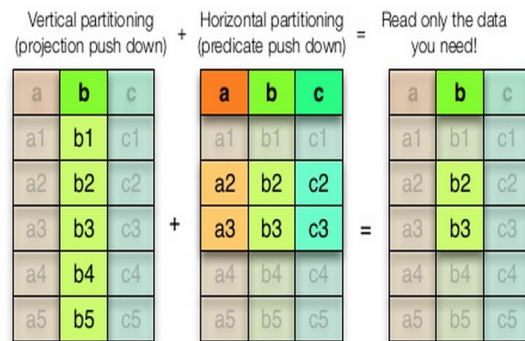 Vertical partitioning
(projection push down)
+
Horizontal partitioning
(predicate push down)
=
Read only the data
you need!
a b c
a1 b1 c1
a2 b2 c2
a3 b3 c3
a4 b4 c4
a5 b5 c5
+
a b c
a1 b1 c1
a2 b2 c2
a3 b3 c3
a4 b4 c4
a5 b5 c5
=
a b c
a1 b1 c1
a2 b2 c2
a3 b3 c3
a4 b4 c4
a5 b5 c5